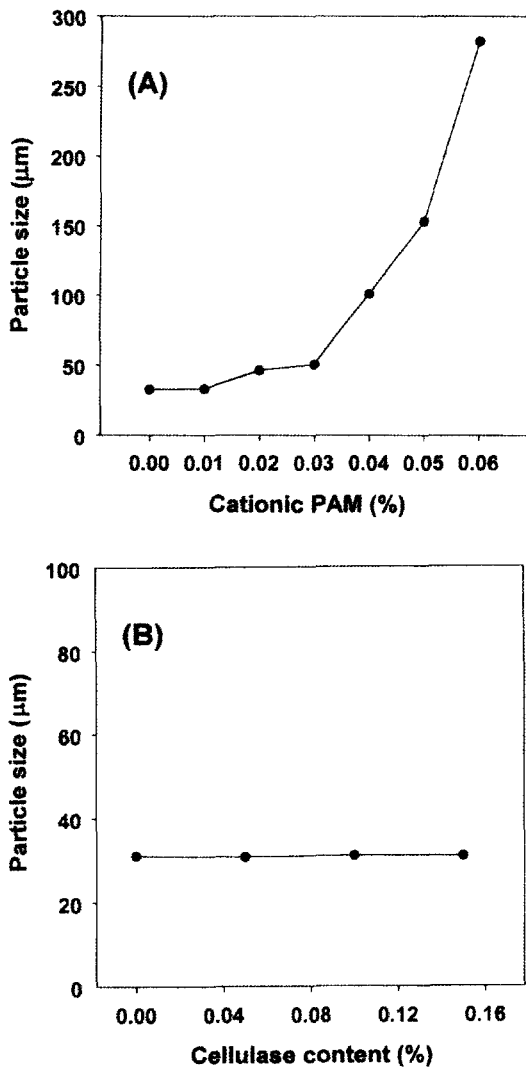 300
(A)
250
200
150
100
50
0
Particle size (μm)
0.00 0.01 0.02 0.03 0.04 0.05 0.06
Cationic PAM (%)
100
(B)
80
60
40
20
0
Particle size (μm)
0.00 0.04 0.08 0.12 0.16
Cellulase content (%)